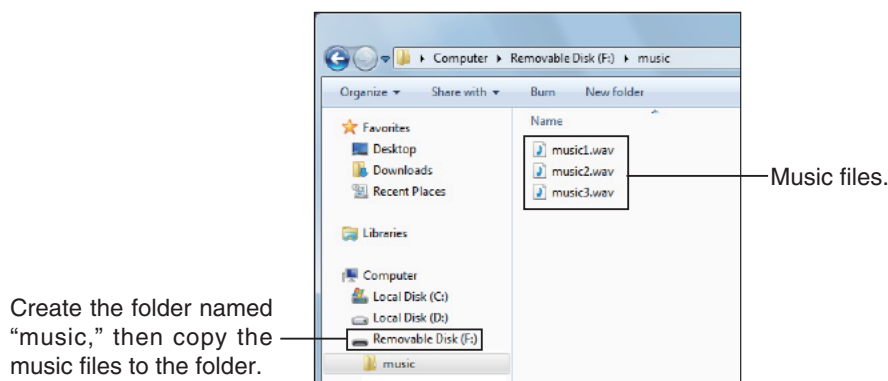 Computer Removable Disk (F:) music
Organize Share with Burn New folder
Favorites
Desktop
Downloads
Recent Places
Libraries
Computer
Local Disk (C:)
Local Disk (D:)
Removable Disk (F:)
music
Name
music1.wav
music2.wav
music3.wav
Music files.
Create the folder named
“music,” then copy the
music files to the folder.